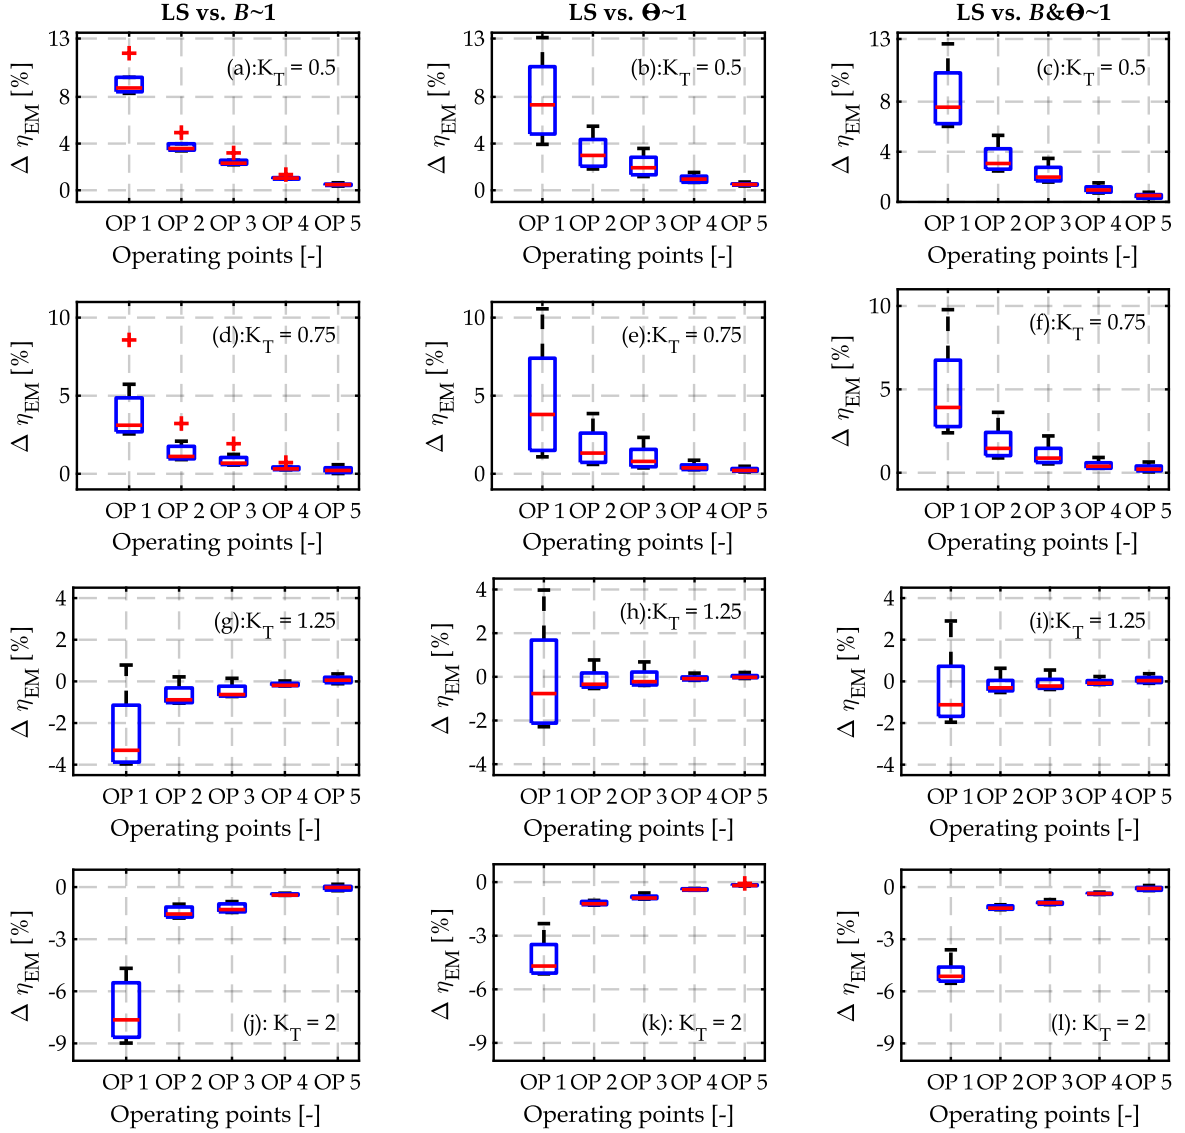 LS vs. B~1
LS vs. Θ~1
LS vs. B&Θ~1
Δ η_EM [%]
13
8
4
0
(a):K_T = 0.5
OP 1 OP 2 OP 3 OP 4 OP 5
Operating points [-]
Δ η_EM [%]
13
8
4
0
(b):K_T = 0.5
OP 1 OP 2 OP 3 OP 4 OP 5
Operating points [-]
Δ η_EM [%]
13
8
4
0
(c):K_T = 0.5
OP 1 OP 2 OP 3 OP 4 OP 5
Operating points [-]
Δ η_EM [%]
10
5
0
(d):K_T = 0.75
OP 1 OP 2 OP 3 OP 4 OP 5
Operating points [-]
Δ η_EM [%]
10
5
0
(e):K_T = 0.75
OP 1 OP 2 OP 3 OP 4 OP 5
Operating points [-]
Δ η_EM [%]
10
5
0
(f):K_T = 0.75
OP 1 OP 2 OP 3 OP 4 OP 5
Operating points [-]
Δ η_EM [%]
4
2
0
-2
-4
(g):K_T = 1.25
OP 1 OP 2 OP 3 OP 4 OP 5
Operating points [-]
Δ η_EM [%]
4
2
0
-2
-4
(h):K_T = 1.25
OP 1 OP 2 OP 3 OP 4 OP 5
Operating points [-]
Δ η_EM [%]
4
2
0
-2
-4
(i):K_T = 1.25
OP 1 OP 2 OP 3 OP 4 OP 5
Operating points [-]
Δ η_EM [%]
0
-3
-6
-9
(j): K_T = 2
OP 1 OP 2 OP 3 OP 4 OP 5
Operating points [-]
Δ η_EM [%]
0
-3
-6
-9
(k): K_T = 2
OP 1 OP 2 OP 3 OP 4 OP 5
Operating points [-]
Δ η_EM [%]
0
-3
-6
-9
(l): K_T = 2
OP 1 OP 2 OP 3 OP 4 OP 5
Operating points [-]